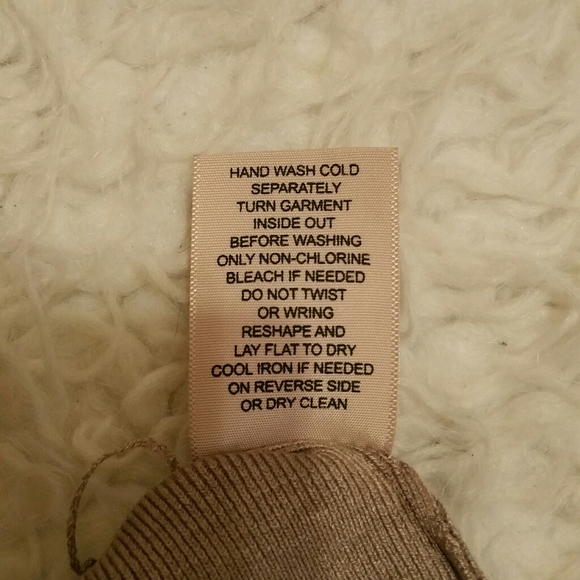 HAND WASH COLD
SEPARATELY
TURN GARMENT
INSIDE OUT
BEFORE WASHING
ONLY NON-CHLORINE
BLEACH IF NEEDED
DO NOT TWIST
OR WRING
RESHAPE AND
LAY FLAT TO DRY
COOL IRON IF NEEDED
ON REVERSE SIDE
OR DRY CLEAN